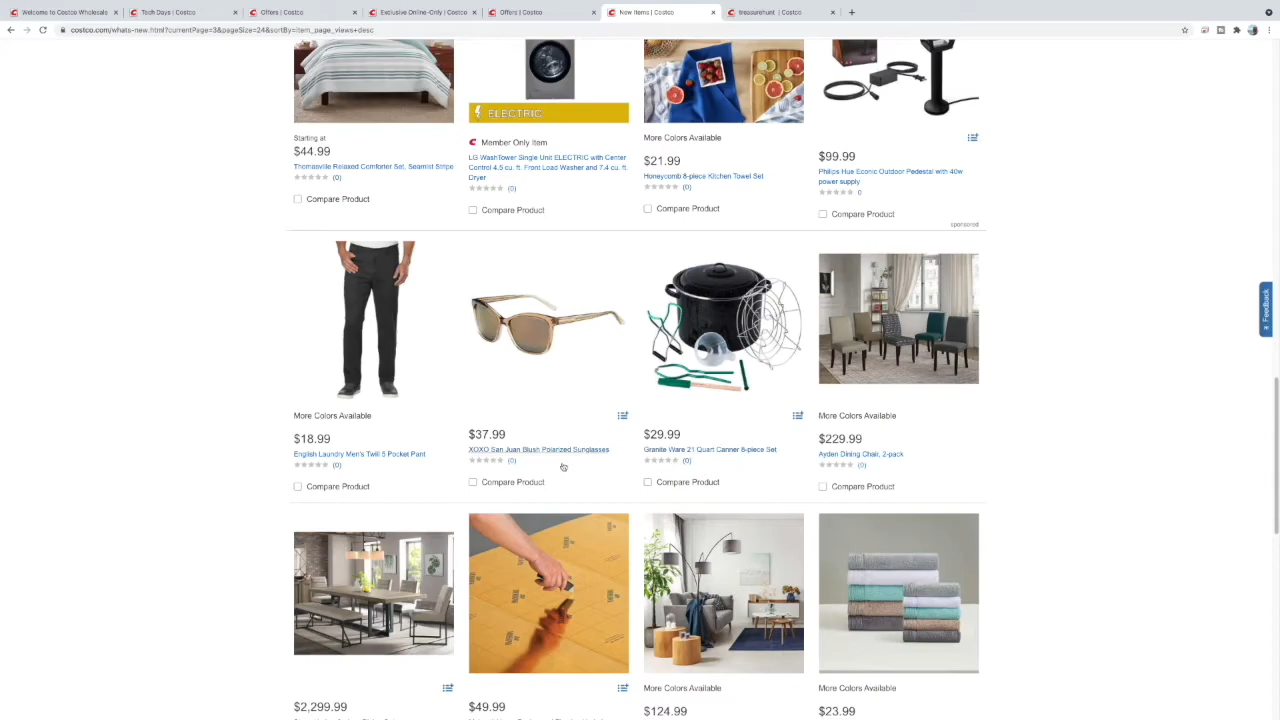 Welcome to Costco Wholesale
Tech Days | Costco
Offers | Costco
Exclusive Online-Only | Costco
Offers | Costco
New Items | Costco
treasurehunt | Costco
costco.com/whats-new.html?currentPage=3&pageSize=24&sortBy=item_page_views+desc
ELECTRIC
Starting at
$44.99
Thomasville Relaxed Comforter Set, Seamist Stripe
(0)
Compare Product
Member Only Item
LG WashTower Single Unit ELECTRIC with Center
Control 4.5 cu. ft. Front Load Washer and 7.4 cu. ft.
Dryer
(0)
Compare Product
More Colors Available
$21.99
Honeycomb 8-piece Kitchen Towel Set
(0)
Compare Product
$99.99
Philips Hue Econic Outdoor Pedestal with 40w
power supply
0
Compare Product
sponsored
Feedback
More Colors Available
$18.99
English Laundry Men's Twill 5 Pocket Pant
(0)
Compare Product
$37.99
XOXO San Juan Blush Polarized Sunglasses
(0)
Compare Product
$29.99
Granite Ware 21 Quart Canner 8-piece Set
(0)
Compare Product
More Colors Available
$229.99
Ayden Dining Chair, 2-pack
(0)
Compare Product
$2,299.99
$49.99
More Colors Available
$124.99
More Colors Available
$23.99